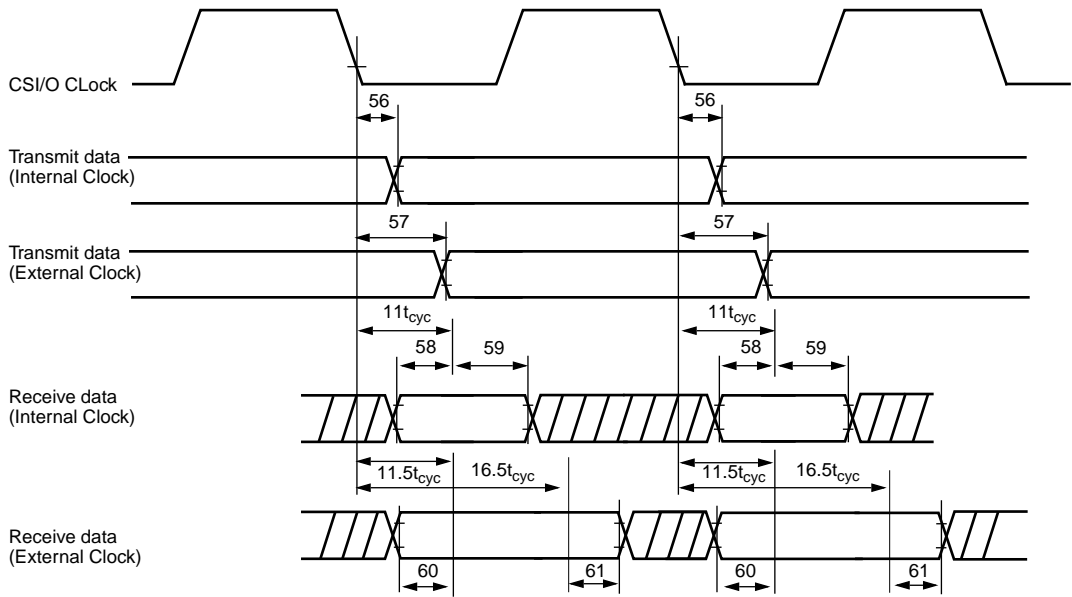 CSI/O CLock
56
56
Transmit data
(Internal Clock)
57
57
Transmit data
(External Clock)
11tcyc
11tcyc
58
59
58
59
Receive data
(Internal Clock)
11.5tcyc
16.5tcyc
11.5tcyc
16.5tcyc
Receive data
(External Clock)
60
61
60
61